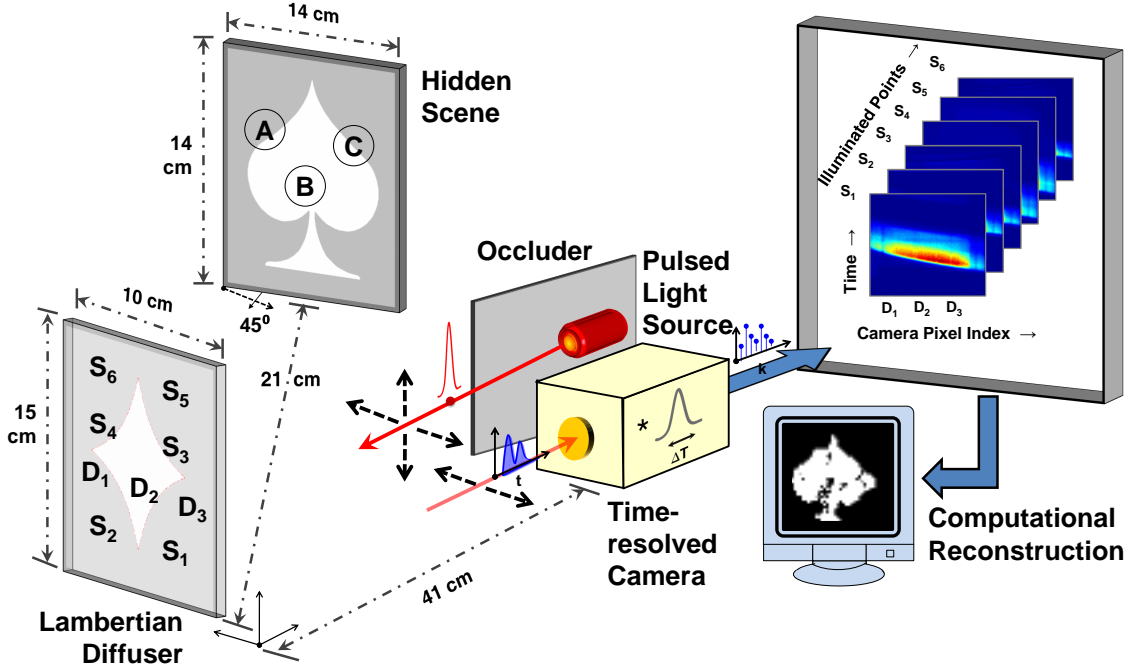 14 cm
14
cm
Hidden
Scene
A
C
B
45⁰
10 cm
15
cm
S6
S5
S4
S3
D1
D2
D3
S2
S1
21 cm
Lambertian
Diffuser
Occluder
Pulsed
Light
Source
t
*
ΔT
k
Time-
resolved
Camera
41 cm
Illuminated Points →
S6
S5
S4
S3
S2
S1
Time →
D1 D2 D3
Camera Pixel Index →
Computational
Reconstruction